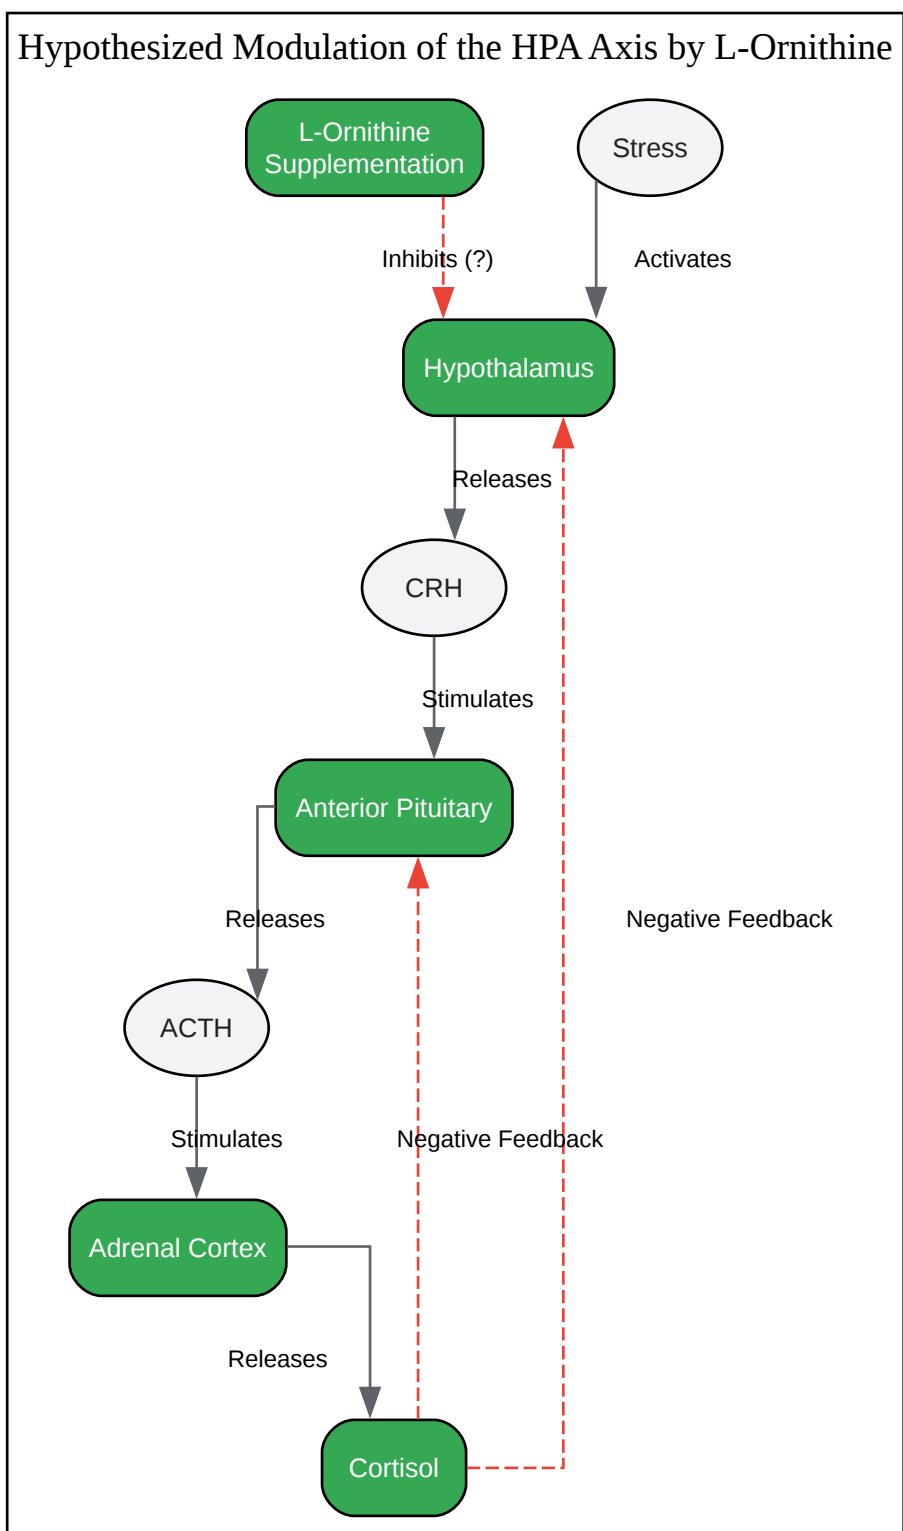 Hypothesized Modulation of the HPA Axis by L-Ornithine
L-Ornithine
Supplementation
Stress
Inhibits (?)
Activates
Hypothalamus
Releases
CRH
Stimulates
Anterior Pituitary
Releases
Negative Feedback
ACTH
Stimulates
Negative Feedback
Adrenal Cortex
Releases
Cortisol